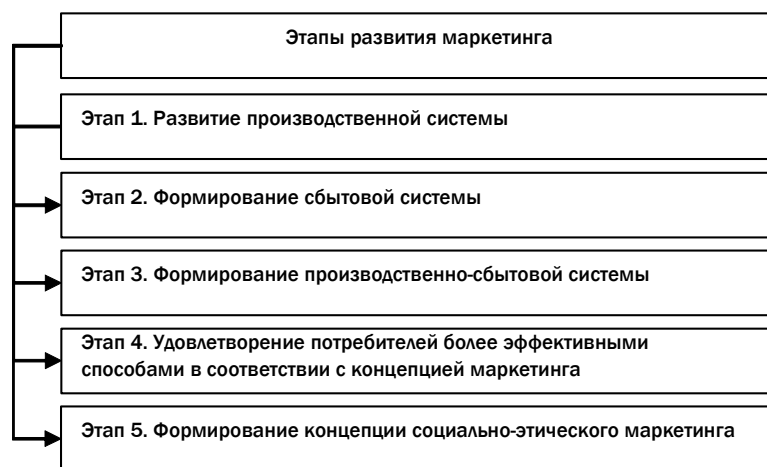 Этапы развития маркетинга
Этап 1. Развитие производственной системы
Этап 2. Формирование сбытовой системы
Этап 3. Формирование производственно-сбытовой системы
Этап 4. Удовлетворение потребителей более эффективными
способами в соответствии с концепцией маркетинга
Этап 5. Формирование концепции социально-этического маркетинга